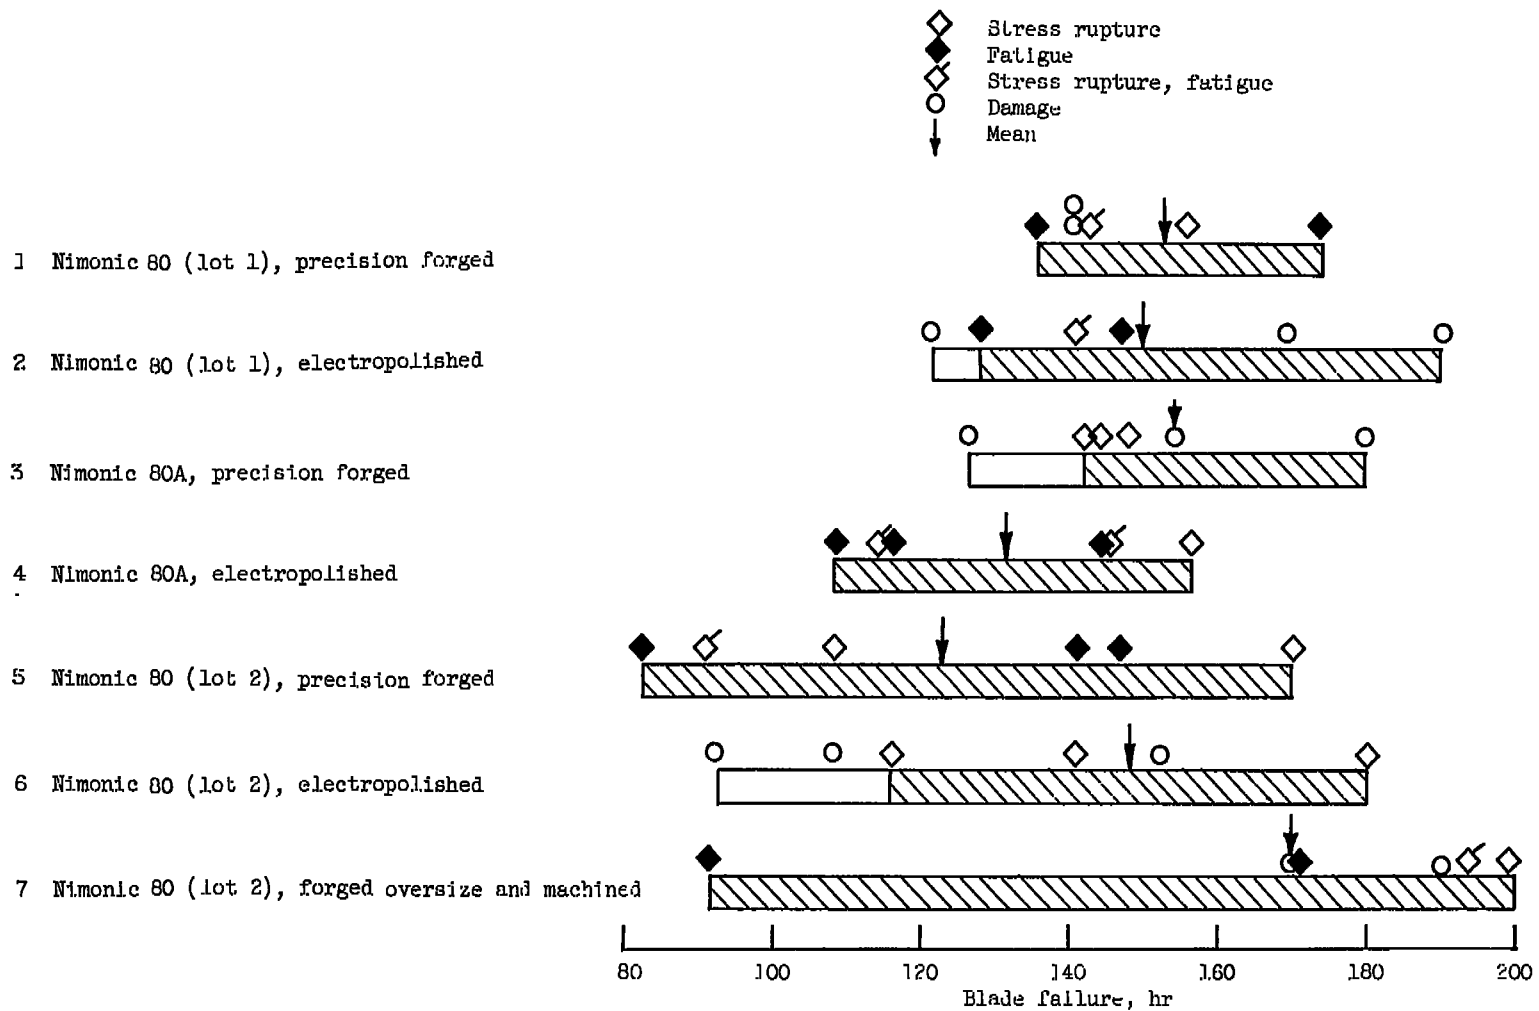 Stress rupture
Fatigue
Stress rupture, fatigue
Damage
Mean
1 Nimonic 80 (lot 1), precision forged
2 Nimonic 80 (lot 1), electropolished
3 Nimonic 80A, precision forged
4 Nimonic 80A, electropolished
5 Nimonic 80 (lot 2), precision forged
6 Nimonic 80 (lot 2), electropolished
7 Nimonic 80 (lot 2), forged oversize and machined
80 100 120 140 160 180 200
Blade failure, hr